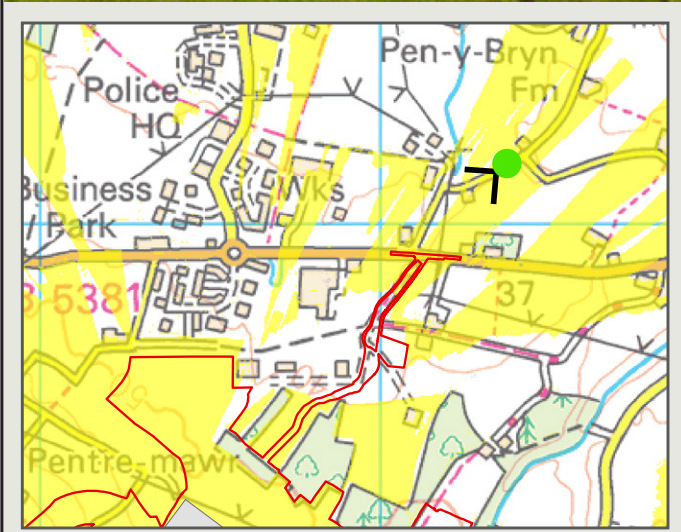 Pen-y-Bryn
Fm
Police
HQ
Business
Park
Wks
B 5381
37
Pentre-mawr